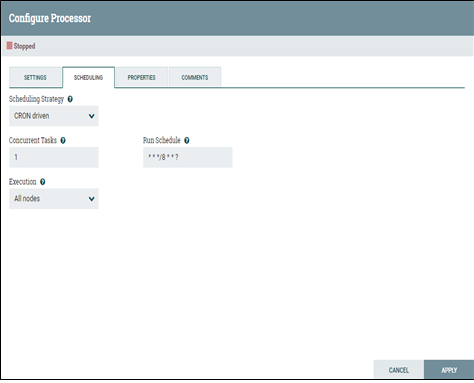 Configure Processor
Stopped
SETTINGS SCHEDULING PROPERTIES COMMENTS
Scheduling Strategy ?
CRON driven
Concurrent Tasks ? Run Schedule ?
1 * * */8 * * ?
Execution ?
All nodes
CANCEL APPLY